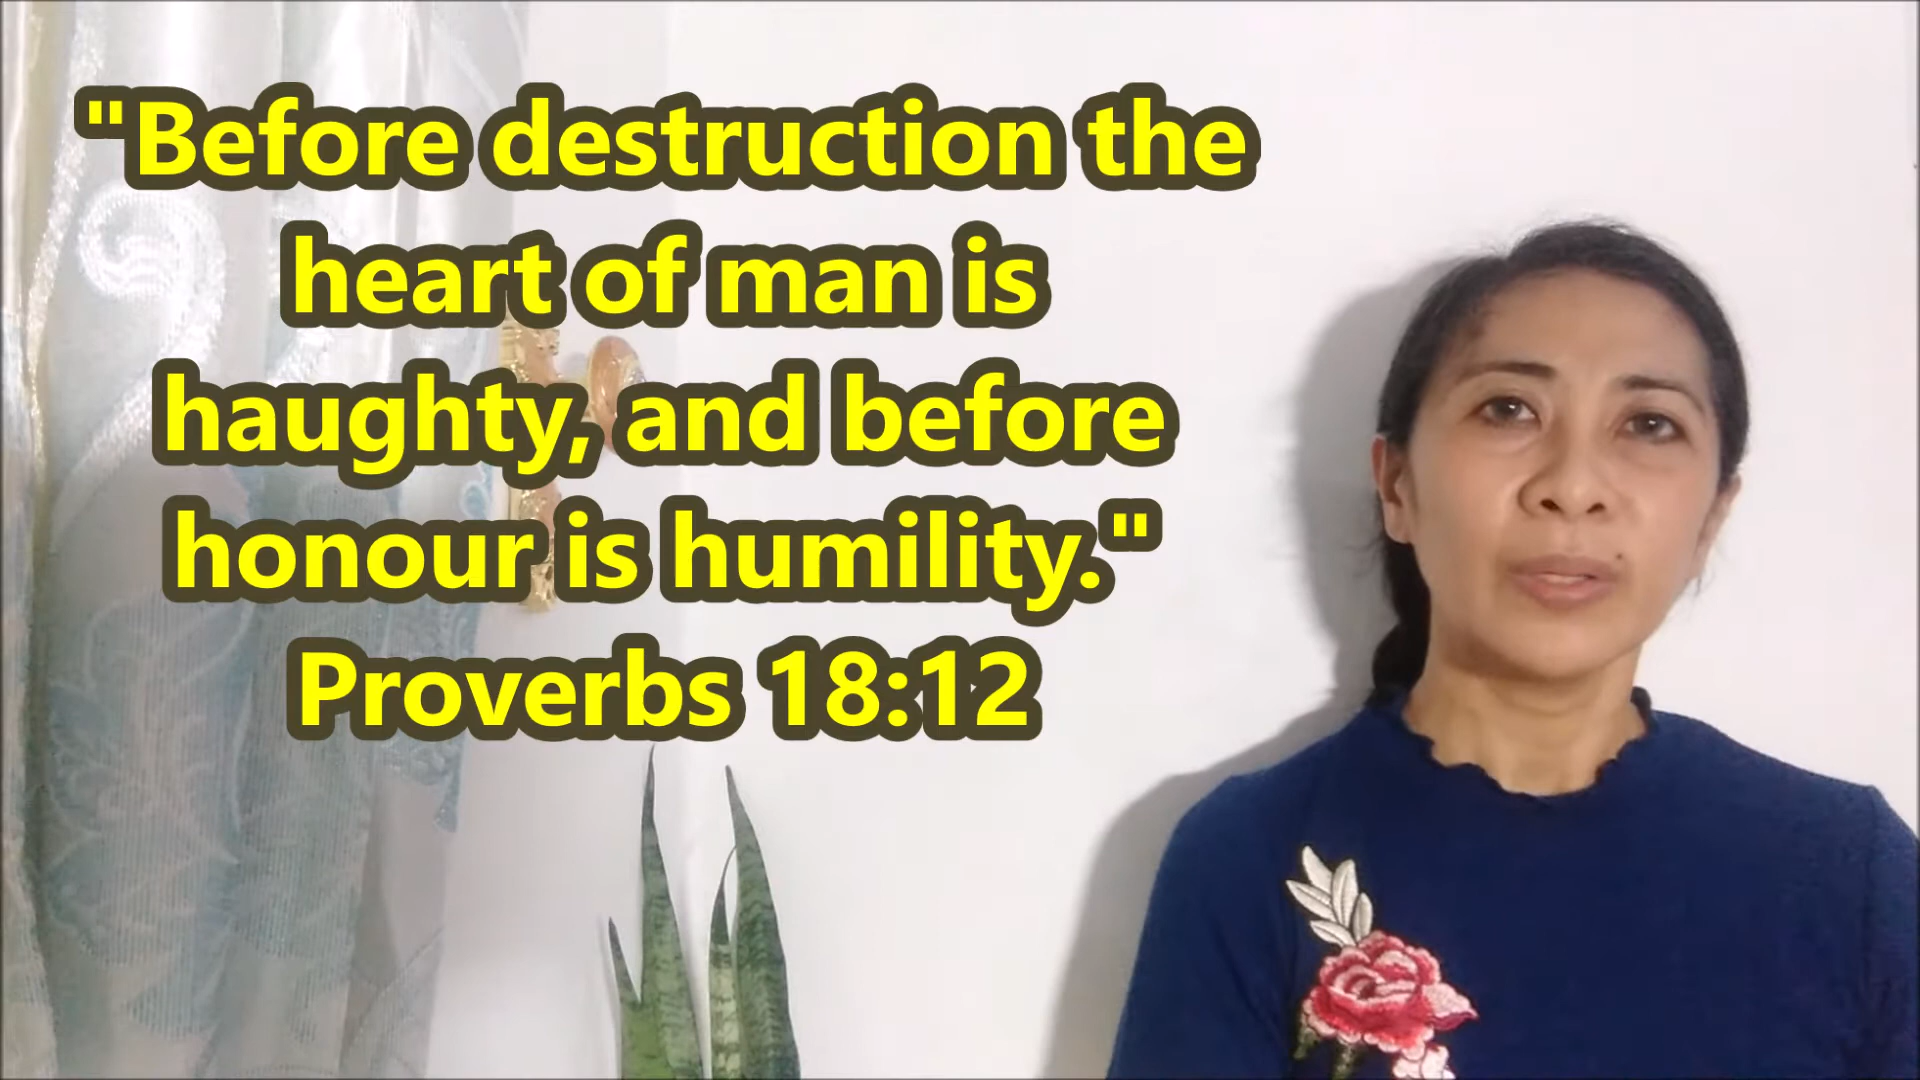 "Before destruction the
heart of man is
haughty, and before
honour is humility."
Proverbs 18:12